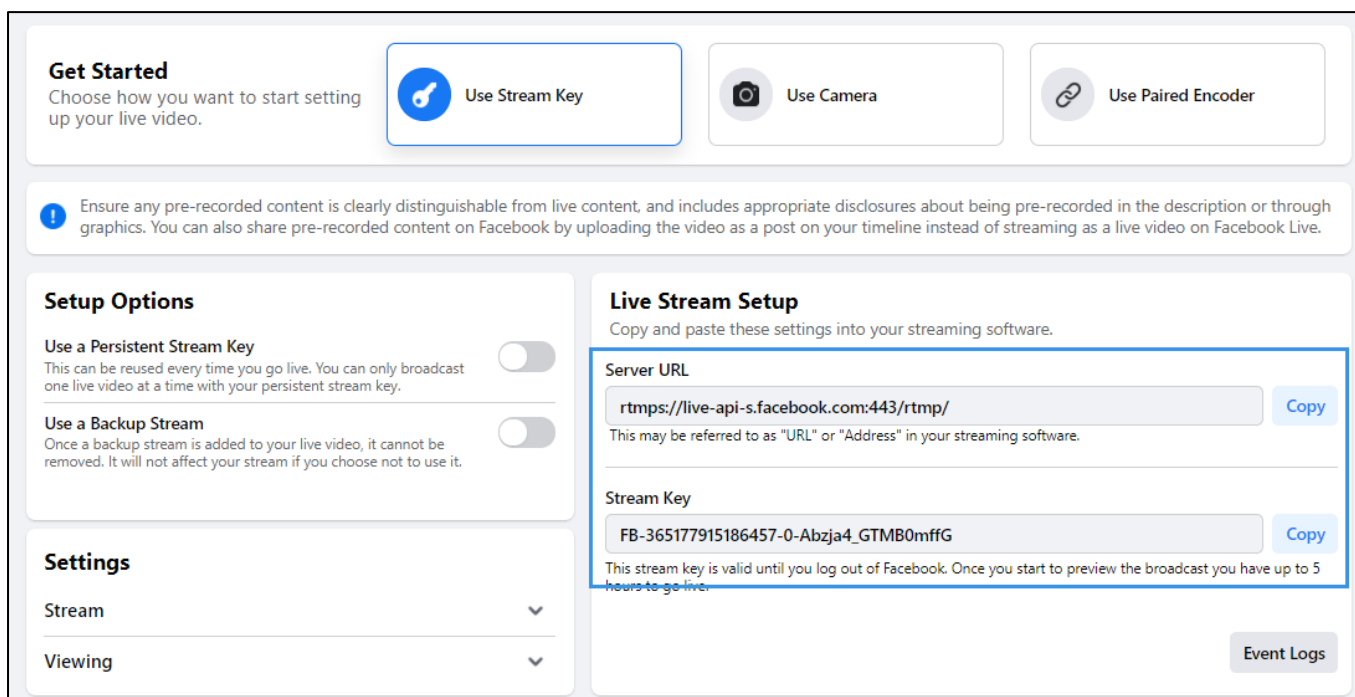 Get Started
Choose how you want to start setting
up your live video.
Use Stream Key
Use Camera
Use Paired Encoder
Ensure any pre-recorded content is clearly distinguishable from live content, and includes appropriate disclosures about being pre-recorded in the description or through
graphics. You can also share pre-recorded content on Facebook by uploading the video as a post on your timeline instead of streaming as a live video on Facebook Live.
Setup Options
Use a Persistent Stream Key
This can be reused every time you go live. You can only broadcast
one live video at a time with your persistent stream key.
Use a Backup Stream
Once a backup stream is added to your live video, it cannot be
removed. It will not affect your stream if you choose not to use it.
Settings
Stream
Viewing
Live Stream Setup
Copy and paste these settings into your streaming software.
Server URL
rtmps://live-api-s.facebook.com:443/rtmp/
Copy
This may be referred to as "URL" or "Address" in your streaming software.
Stream Key
FB-365177915186457-0-Abzja4_GTMB0mffG
Copy
This stream key is valid until you log out of Facebook. Once you start to preview the broadcast you have up to 5
hours to go live.
Event Logs